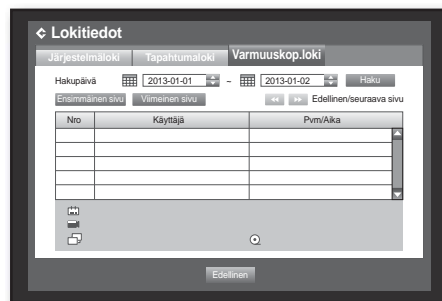 Lokitiedot
Järjestelmäloki Tapahtumaloki Varmuuskop.loki
Hakupäivä 2013-01-01 – 2013-01-02 Haku
Ensimmäinen sivu Viimeinen sivu Edellinen/seuraava sivu
Nro Käyttäjä Pvm/Aika
Edellinen